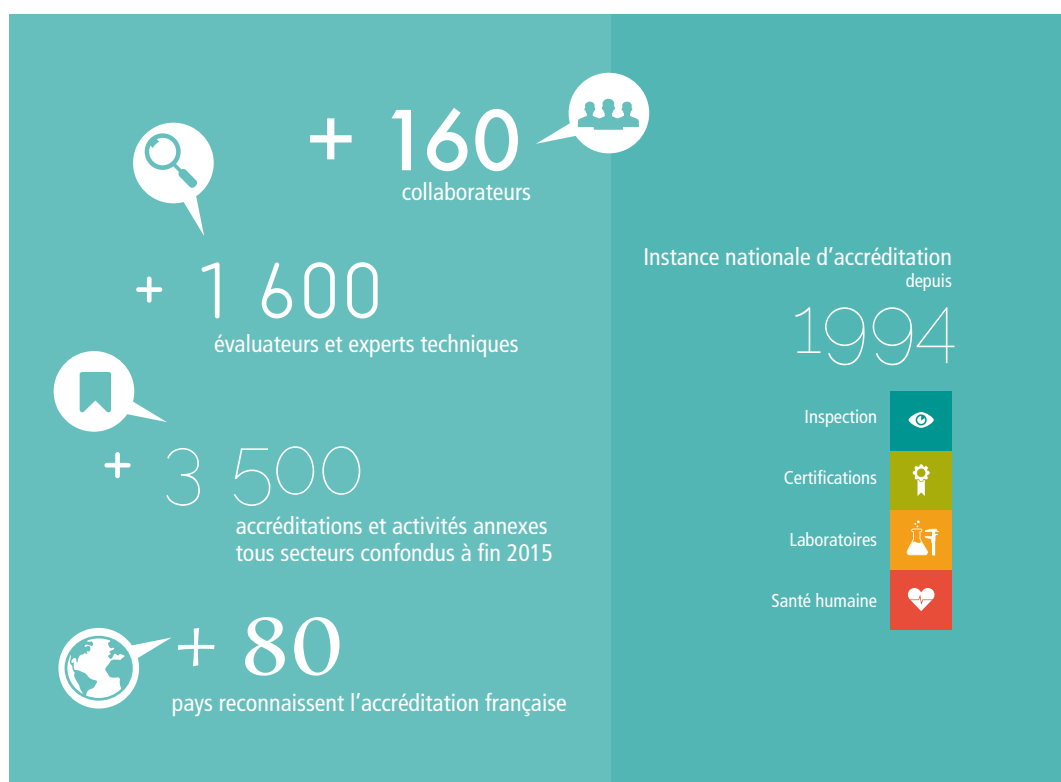 + 160
collaborateurs
+ 1 600
évaluateurs et experts techniques
+ 3 500
accréditations et activités annexes
tous secteurs confondus à fin 2015
+ 80
pays reconnaissent l'accréditation française
Instance nationale d'accréditation
depuis
1994
Inspection
Certifications
Laboratoires
Santé humaine